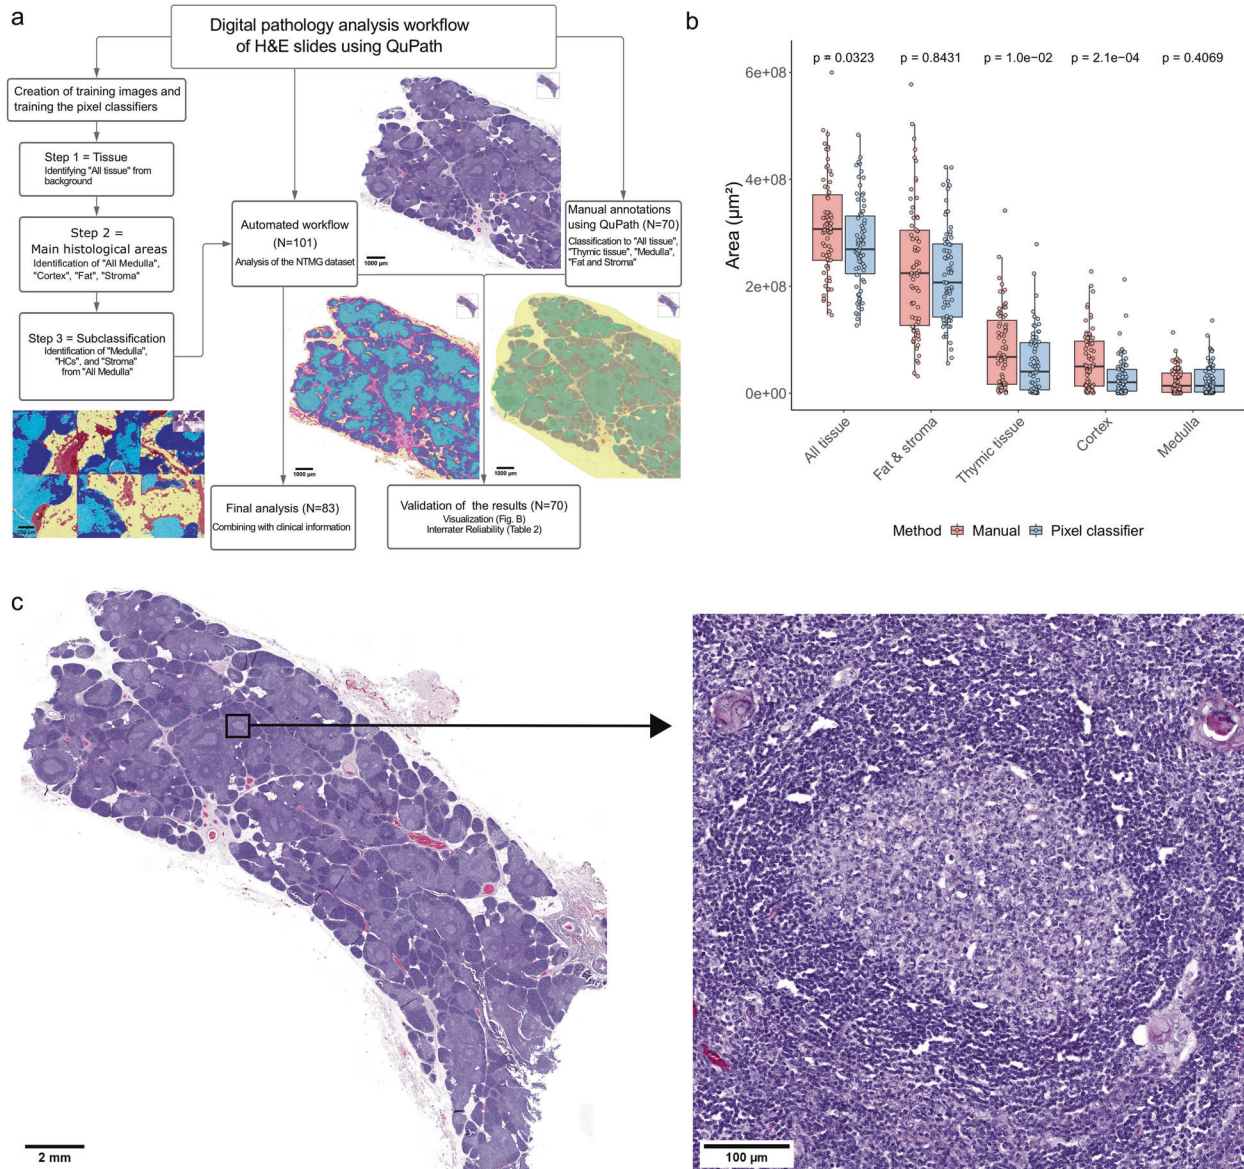 a
Digital pathology analysis workflow
of H&E slides using QuPath
Creation of training images and
training the pixel classifiers
Step 1 = Tissue
Identifying "All tissue" from
background
Step 2 =
Main histological areas
Identification of "All Medulla",
"Cortex", "Fat", "Stroma"
Step 3 = Subclassification
Identification of "Medulla",
"HCs", and "Stroma"
from "All Medulla"
250 µm
Automated workflow
(N=101)
Analysis of the NTMG dataset
1000 µm
Manual annotations
using QuPath (N=70)
Classification to "All tissue",
"Thymic tissue", "Medulla",
"Fat and Stroma"
1000 µm
1000 µm
Final analysis (N=83)
Combining with clinical information
Validation of the results (N=70)
Visualization (Fig. B)
Interrater Reliability (Table 2)
b
p = 0.0323
p = 0.8431
p = 1.0e−02
p = 2.1e−04
p = 0.4069
Area (µm²)
6e+08
4e+08
2e+08
0e+00
All tissue
Fat & stroma
Thymic tissue
Cortex
Medulla
Method Manual Pixel classifier
c
2 mm
100 µm